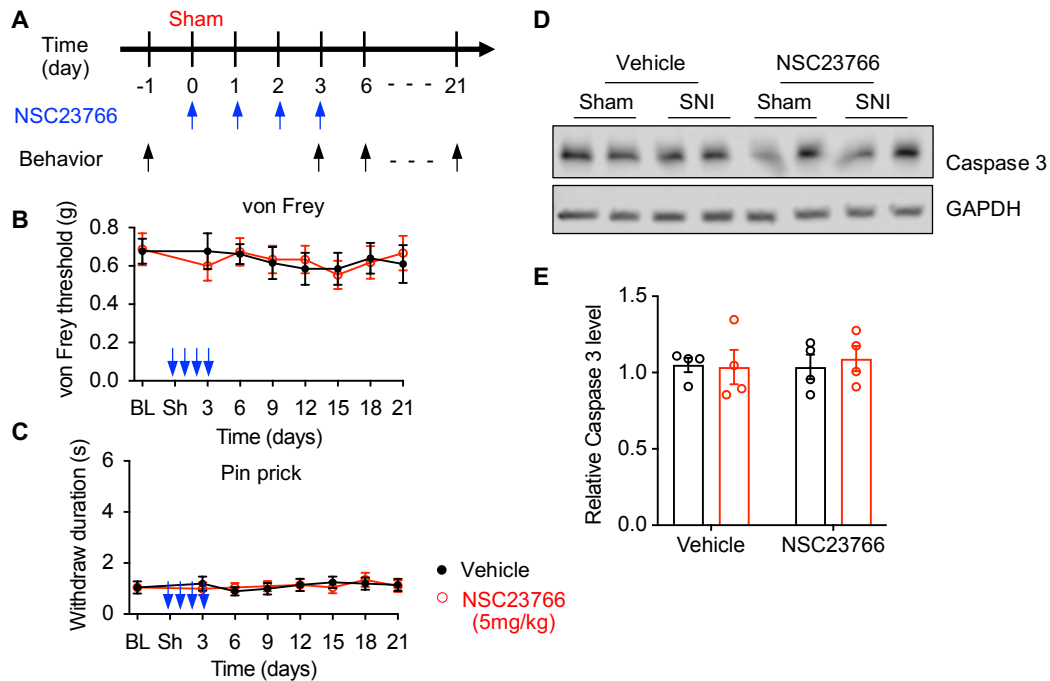 A
Sham
Time
(day)
-1 0 1 2 3 6 - - - 21
NSC23766
Behavior - - -
B
von Frey
von Frey threshold (g)
0.8
0.6
0.4
0.2
0.0
BL Sh 3 6 9 12 15 18 21
Time (days)
C
Pin prick
Withdraw duration (s)
6
4
2
0
BL Sh 3 6 9 12 15 18 21
Time (days)
Vehicle
NSC23766
(5mg/kg)
D
Vehicle NSC23766
Sham SNI Sham SNI
Caspase 3
GAPDH
E
Relative Caspase 3 level
1.5
1.0
0.5
0.0
Vehicle NSC23766